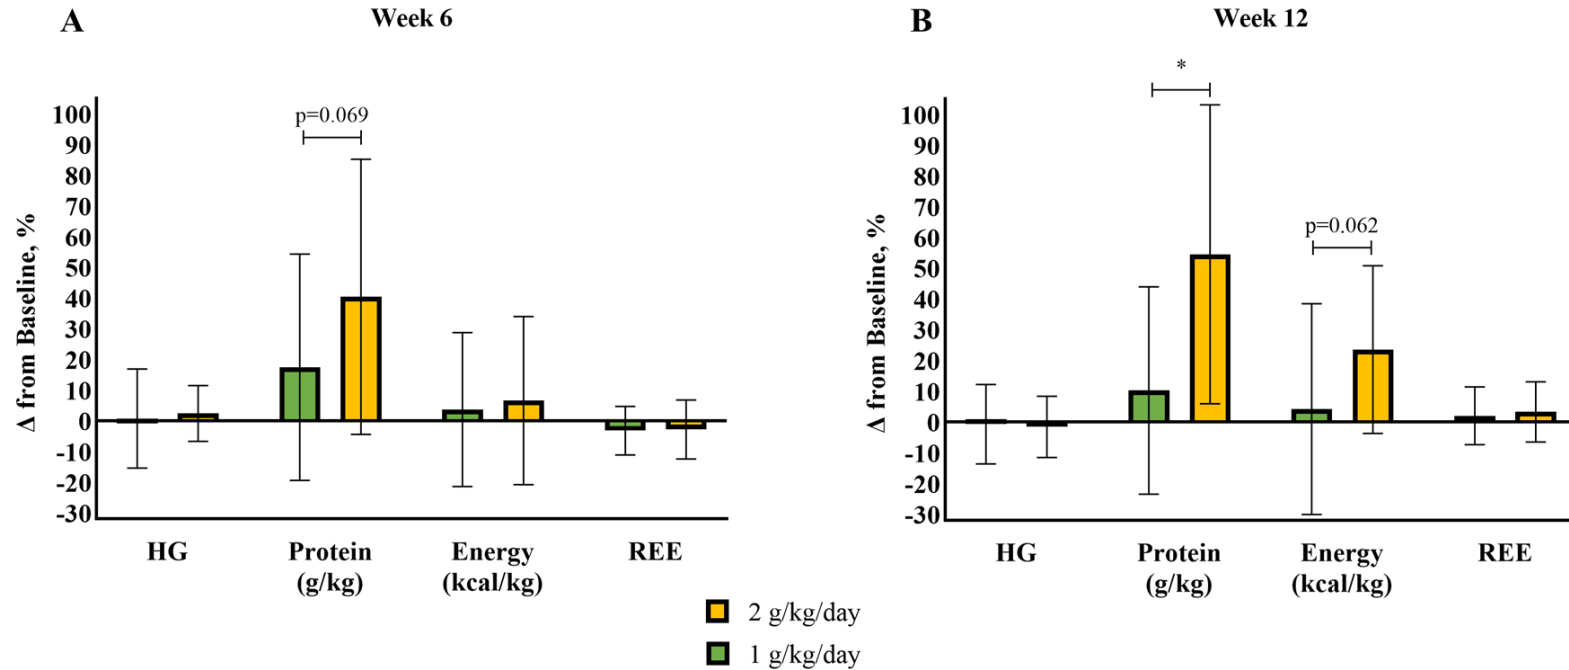 A
Week 6
Δ from Baseline, %
100
90
80
70
60
50
40
30
20
10
0
-10
-20
-30
p=0.069
HG
Protein
(g/kg)
Energy
(kcal/kg)
REE
B
Week 12
Δ from Baseline, %
100
90
80
70
60
50
40
30
20
10
0
-10
-20
-30
*
p=0.062
HG
Protein
(g/kg)
Energy
(kcal/kg)
REE
2 g/kg/day
1 g/kg/day